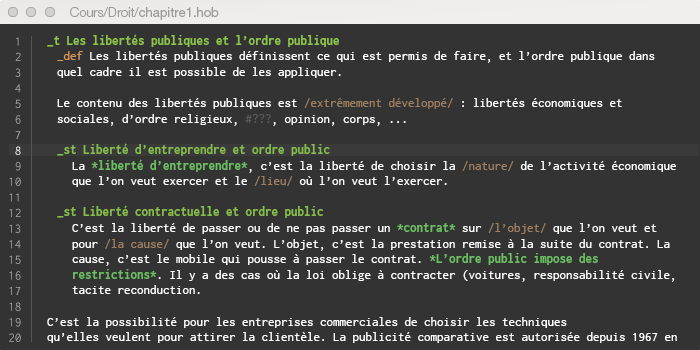 Cours/Droit/chapitre1.hob
1 _t Les libertés publiques et l’ordre publique
2 _def Les libertés publiques définissent ce qui est permis de faire, et l’ordre publique dans
3 quel cadre il est possible de les appliquer.
4
5 Le contenu des libertés publiques est /extrêmement développé/ : libertés économiques et
6 sociales, d’ordre religieux, #???, opinion, corps, ...
7
8 _st Liberté d’entreprendre et ordre public
9 La *liberté d’entreprendre*, c’est la liberté de choisir la /nature/ de l’activité économique
10 que l’on veut exercer et le /lieu/ où l’on veut l’exercer.
11
12 _st Liberté contractuelle et ordre public
13 C’est la liberté de passer ou de ne pas passer un *contrat* sur /l’objet/ que l’on veut et
14 pour /la cause/ que l’on veut. L’objet, c’est la prestation remise à la suite du contrat. La
15 cause, c’est le mobile qui pousse à passer le contrat. *L’ordre public impose des
16 restrictions*. Il y a des cas où la loi oblige à contracter (voitures, responsabilité civile,
17 tacite reconduction.
18
19 C’est la possibilité pour les entreprises commerciales de choisir les techniques
20 qu’elles veulent pour attirer la clientèle. La publicité comparative est autorisée depuis 1967 en